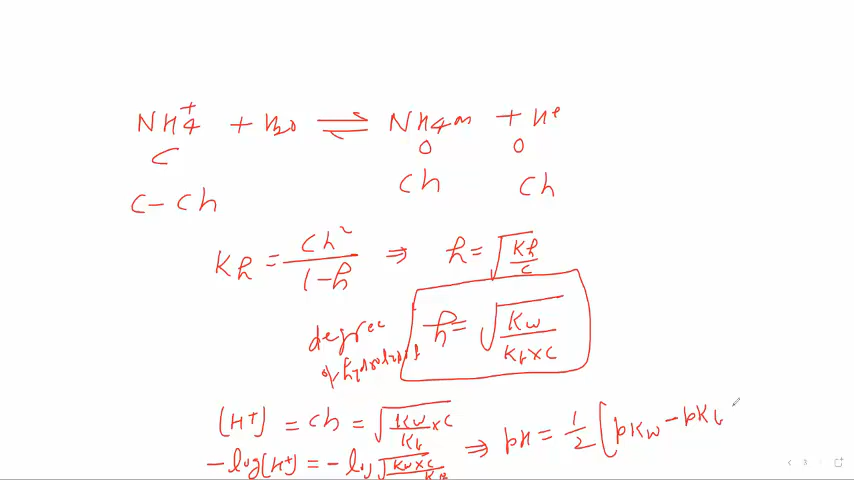 NH4+ + H2O ⇌ NH4OH + H+
C 0 0
C-Ch Ch Ch
Kh = Ch²/(1-h) ⇒ h = √(Kh/C)
degree of hydrolysis h = √(Kw/(Kb×C))
[H+] = Ch = √(Kw×C/Kb)
-log[H+] = -log√(Kw×C/Kb) ⇒ pH = 1/2 [pKw - pKb